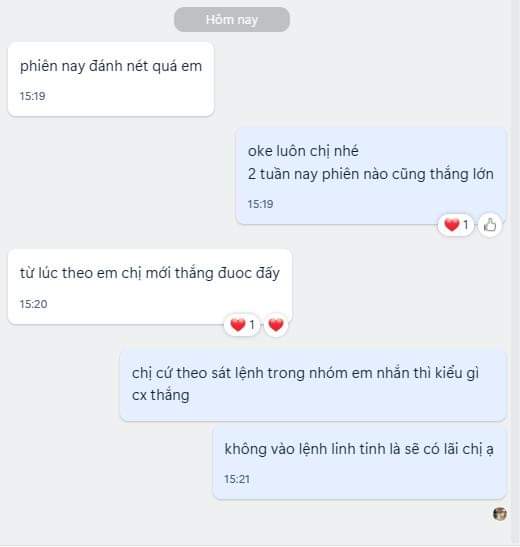 Hôm nay
phiên nay đánh nét quá em
15:19
oke luôn chị nhé
2 tuần nay phiên nào cũng thắng lớn
15:19
1
từ lúc theo em chị mới thắng đuoc đấy
15:20
1
chị cứ theo sát lệnh trong nhóm em nhắn thì kiểu gì
cx thắng
không vào lệnh linh tinh là sẽ có lãi chị ạ
15:21